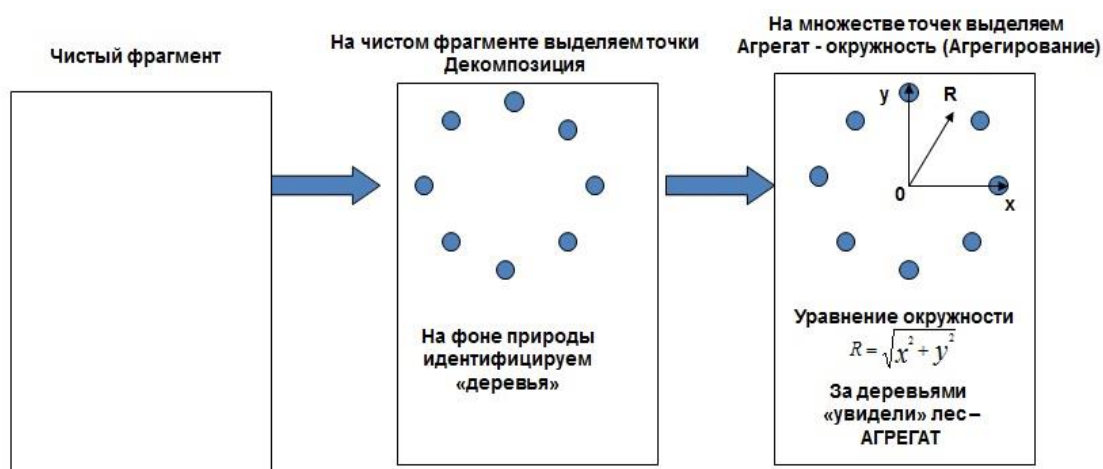 Чистый фрагмент
На чистом фрагменте выделяем точки
Декомпозиция
На фоне природы
идентифицируем
«деревья»
На множестве точек выделяем
Агрегат - окружность (Агрегирование)
y
R
0
x
Уравнение окружности
R = √x² + y²
За деревьями
«увидели» лес –
АГРЕГАТ